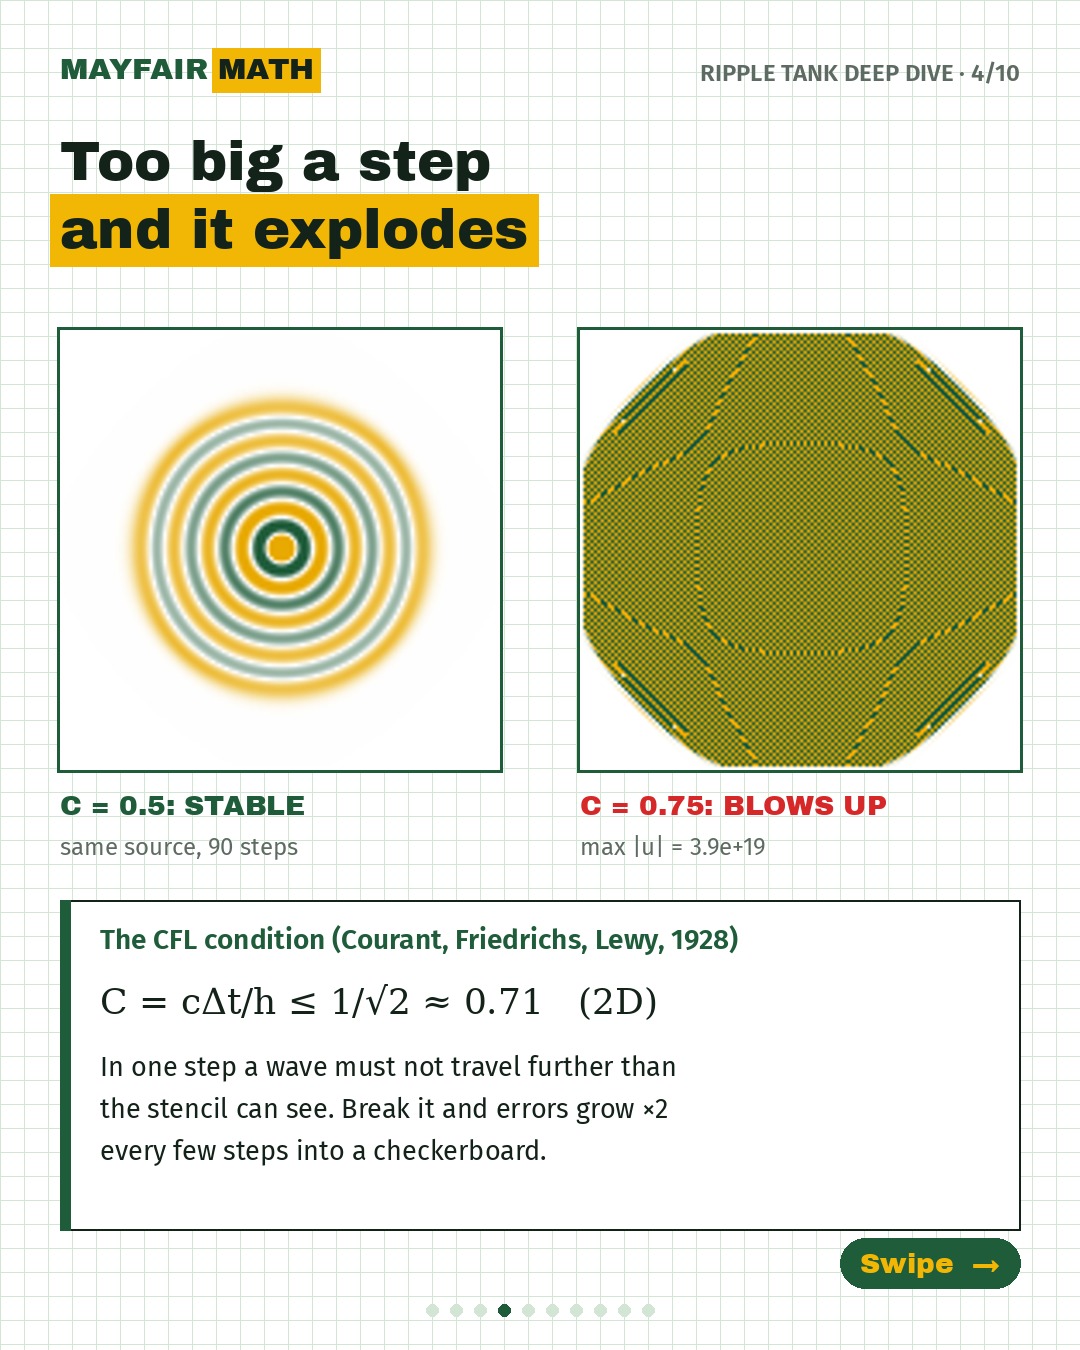 MAYFAIR MATH
RIPPLE TANK DEEP DIVE · 4/10
Too big a step
and it explodes
C = 0.5: STABLE
same source, 90 steps
C = 0.75: BLOWS UP
max |u| = 3.9e+19
The CFL condition (Courant, Friedrichs, Lewy, 1928)
C = cΔt/h ≤ 1/√2 ≈ 0.71 (2D)
In one step a wave must not travel further than
the stencil can see. Break it and errors grow ×2
every few steps into a checkerboard.
Swipe →